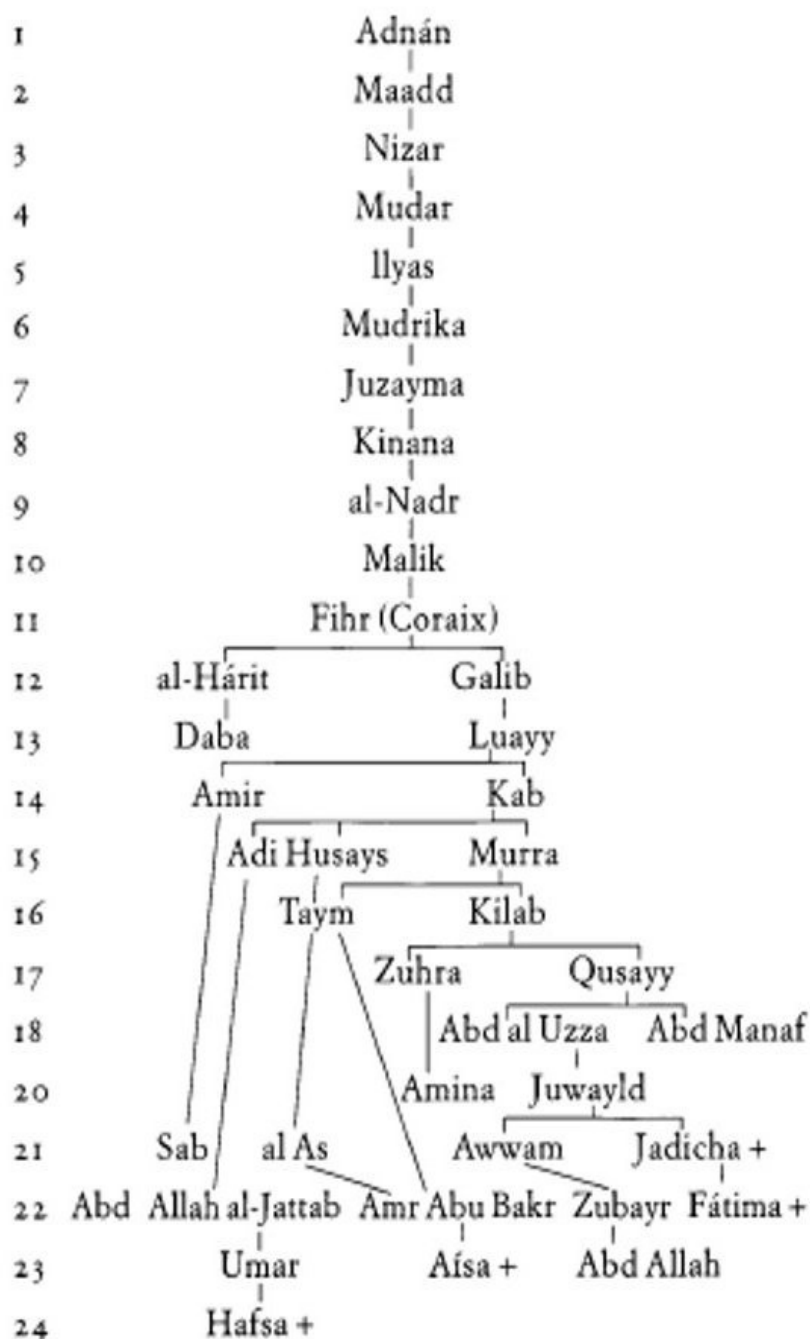 1 Adnán
2 Maadd
3 Nizar
4 Mudar
5 llyas
6 Mudrika
7 Juzayma
8 Kinana
9 al-Nadr
10 Malik
11 Fihr (Coraix)
12 al-Hárit Galib
13 Daba Luayy
14 Amir Kab
15 Adi Husays Murra
16 Taym Kilab
17 Zuhra Qusayy
18 Abd al Uzza Abd Manaf
20 Amina Juwayld
21 Sab al As Awwam Jadicha +
22 Abd Allah al-Jattab Amr Abu Bakr Zubayr Fátima +
23 Umar Aísa + Abd Allah
24 Hafsa +